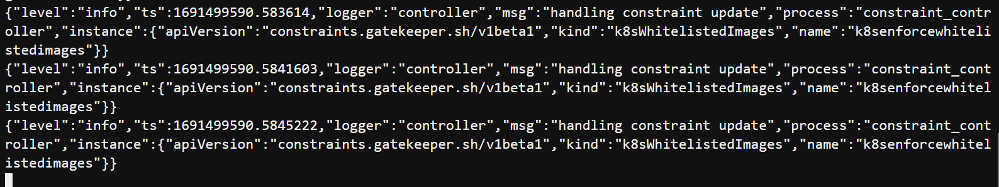 {"level":"info","ts":1691499590.583614,"logger":"controller","msg":"handling constraint update","process":"constraint_contr
oller","instance":{"apiVersion":"constraints.gatekeeper.sh/v1beta1","kind":"k8sWhitelistedImages","name":"k8senforcewhiteli
stedimages"}}
{"level":"info","ts":1691499590.5841603,"logger":"controller","msg":"handling constraint update","process":"constraint_cont
roller","instance":{"apiVersion":"constraints.gatekeeper.sh/v1beta1","kind":"k8sWhitelistedImages","name":"k8senforcewhitel
istedimages"}}
{"level":"info","ts":1691499590.5845222,"logger":"controller","msg":"handling constraint update","process":"constraint_cont
roller","instance":{"apiVersion":"constraints.gatekeeper.sh/v1beta1","kind":"k8sWhitelistedImages","name":"k8senforcewhitel
istedimages"}}